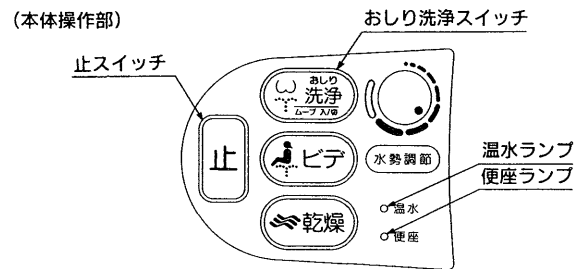 （本体操作部）
おしり洗浄スイッチ
止スイッチ
おしり
洗浄
ムーブ 入/切
止
ビデ
水勢調節
温水ランプ
便座ランプ
温水
乾燥
便座